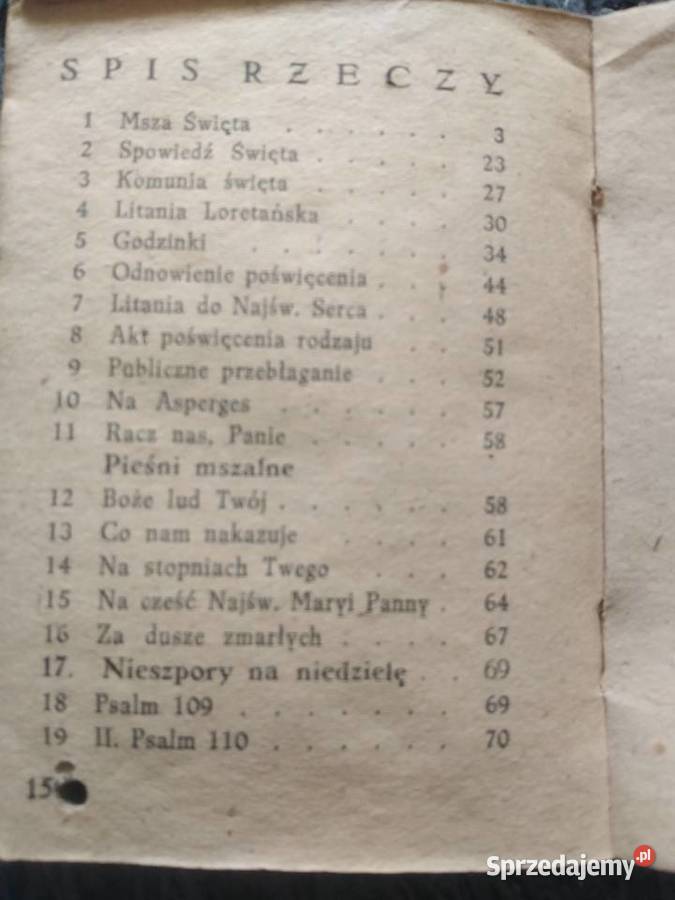 SPIS RZECZY
1 Msza Święta . . . . . . 3
2 Spowiedź Święta . . . . . 23
3 Komunia święta . . . . . 27
4 Litania Loretańska . . . . 30
5 Godzinki . . . . . . . 34
6 Odnowienie poświęcenia . . . 44
7 Litania do Najśw. Serca . . . 48
8 Akt poświęcenia rodzaju . . 51
9 Publiczne przebłaganie . . . 52
10 Na Asperges . . . . . . 57
11 Racz nas, Panie . . . . . 58
Pieśni mszalne
12 Boże lud Twój . . . . . . 58
13 Co nam nakazuje . . . . 61
14 Na stopniach Twego . . . 62
15 Na cześć Najśw. Maryi Panny . 64
16 Za dusze zmarłych . . . . 67
17. Nieszpory na niedzielę . . 69
18 Psalm 109 . . . . . . . 69
19 II. Psalm 110 . . . . . . 70
Sprzedajemy.pl